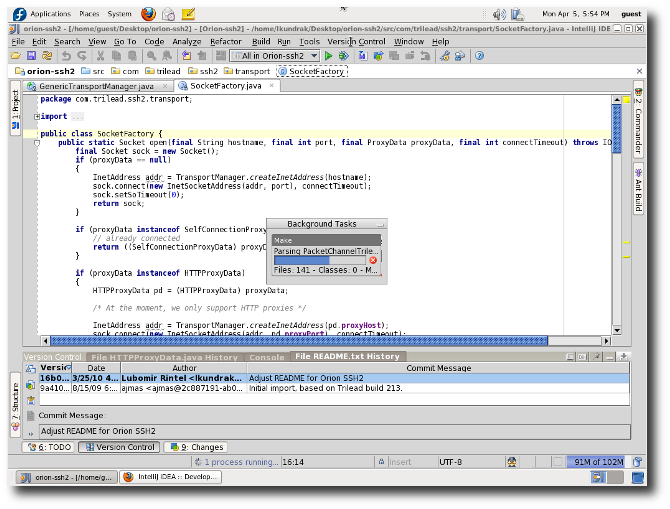 Applications Places System Mon Apr 5, 5:54 PM guest
orion-ssh2 - [/home/guest/Desktop/orion-ssh2] - [Orion-ssh2] - /home/lkundrak/Desktop/orion-ssh2/src/com/trilead/ssh2/transport/SocketFactory.java - IntelliJ IDE
File Edit Search View Go To Code Analyze Refactor Build Run Tools Version Control Window Help
All in Orion-ssh2
orion-ssh2 src com trilead ssh2 transport SocketFactory
GenericTransportManager.java SocketFactory.java
1: Project
2: Commander
Ant Build
package com.trilead.ssh2.transport;
import ...
public class SocketFactory {
public static Socket open(final String hostname, final int port, final ProxyData proxyData, final int connectTimeout) throws IO
final Socket sock = new Socket();
if (proxyData == null)
{
InetAddress addr = TransportManager.createInetAddress(hostname);
sock.connect(new InetSocketAddress(addr, port), connectTimeout);
sock.setSoTimeout(0);
return sock;
}
if (proxyData instanceof SelfConnectionProxy
// already connected
return ((SelfConnectionProxyData) proxyD
}
if (proxyData instanceof HTTPProxyData)
{
HTTPProxyData pd = (HTTPProxyData) proxyData;
/* At the moment, we only support HTTP proxies */
InetAddress addr = TransportManager.createInetAddress(pd.proxyHost);
sock.connect(new InetSocketAddress(addr, pd.proxyPort), connectTimeout);
Background Tasks
Make
Parsing PacketChannelTrile...
Files: 141 - Classes: 0 - M...
Version Control File HTTPProxyData.java History Console File README.txt History
Versi Date Author Commit Message
16b0... 3/25/10 4... Lubomir Rintel <lkundrak... Adjust README for Orion SSH2
9a410... 8/15/09 6:... ajmas <ajmas@2c887191-ab0... Initial import, based on Trilead build 213.
Commit Message:
Adjust README for Orion SSH2
7: Structure
6: TODO Version Control 9: Changes
1 process running... 16:14 Insert UTF-8 91M of 102M
orion-ssh2 - [/home/g... IntelliJ IDEA :: Develop...